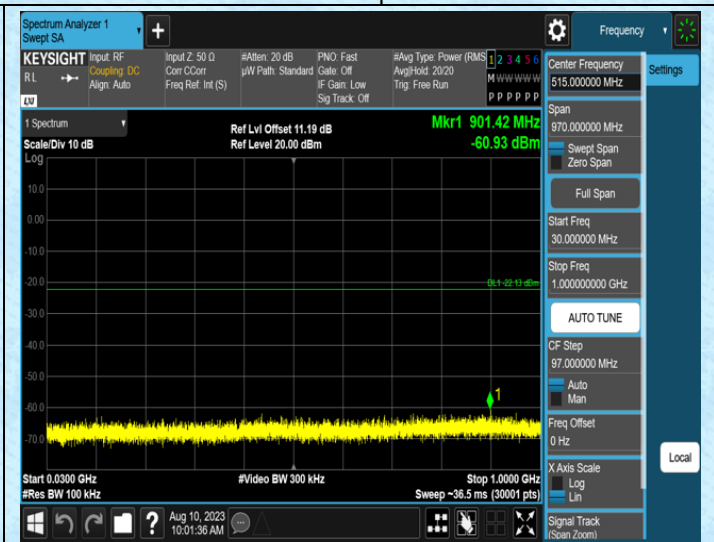 Spectrum Analyzer 1
Swept SA
+
Frequency
KEYSIGHT
RL
LXI
Input: RF
Coupling: DC
Align: Auto
Input Z: 50 Ω
Corr CCorr
Freq Ref: Int (S)
#Atten: 20 dB
µW Path: Standard
PNO: Fast
Gate: Off
IF Gain: Low
Sig Track: Off
#Avg Type: Power (RMS
Avg|Hold: 20/20
Trig: Free Run
1 2 3 4 5 6
M W W W W W
P P P P P P
1 Spectrum
Scale/Div 10 dB
Log
Ref Lvl Offset 11.19 dB
Ref Level 20.00 dBm
Mkr1 901.42 MHz
-60.93 dBm
10.0
0.00
-10.0
-20.0
DL1 -22.13 dBm
-30.0
-40.0
-50.0
1
-60.0
-70.0
Start 0.0300 GHz
#Res BW 100 kHz
#Video BW 300 kHz
Stop 1.0000 GHz
Sweep ~36.5 ms (30001 pts)
?
Aug 10, 2023
10:01:36 AM
Center Frequency
515.000000 MHz
Span
970.000000 MHz
Swept Span
Zero Span
Full Span
Start Freq
30.000000 MHz
Stop Freq
1.000000000 GHz
AUTO TUNE
CF Step
97.000000 MHz
Auto
Man
Freq Offset
0 Hz
X Axis Scale
Log
Lin
Signal Track
(Span Zoom)
Settings
Local